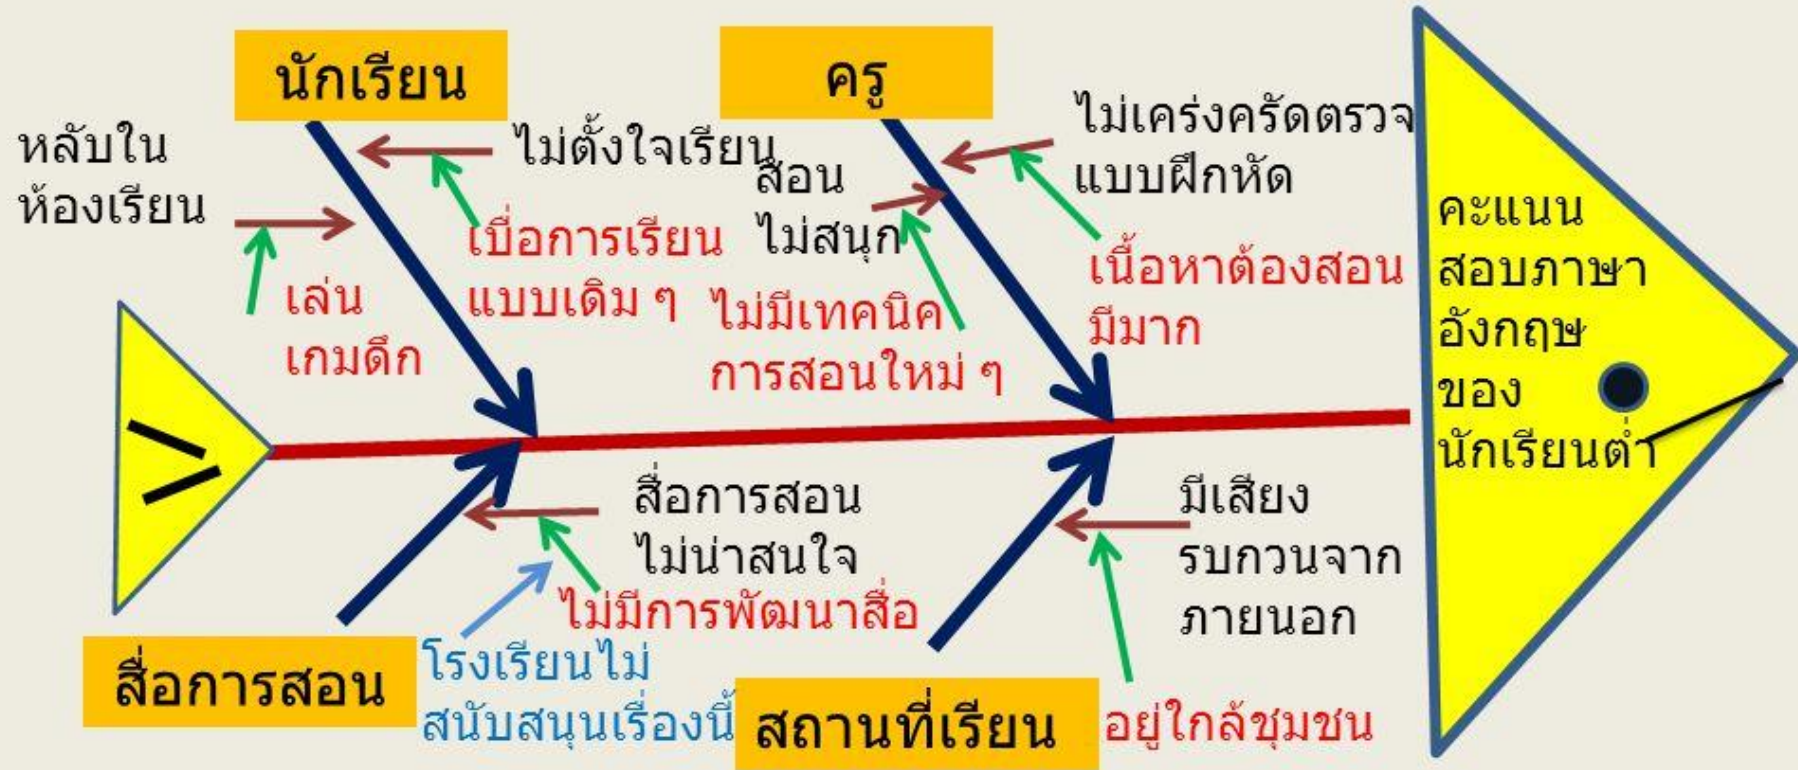 นักเรียน
ครู
หลับใน
ห้องเรียน
ไม่ตั้งใจเรียน
เล่น
เกมดึก
เบื่อการเรียน
แบบเดิม ๆ
สอน
ไม่สนุก
ไม่มีเทคนิค
การสอนใหม่ ๆ
ไม่เคร่งครัดตรวจ
แบบฝึกหัด
เนื้อหาต้องสอน
มีมาก
คะแนน
สอบภาษา
อังกฤษ
ของ
นักเรียนต่ำ
สื่อการสอน
ไม่น่าสนใจ
ไม่มีการพัฒนาสื่อ
โรงเรียนไม่
สนับสนุนเรื่องนี้
สื่อการสอน
มีเสียง
รบกวนจาก
ภายนอก
อยู่ใกล้ชุมชน
สถานที่เรียน